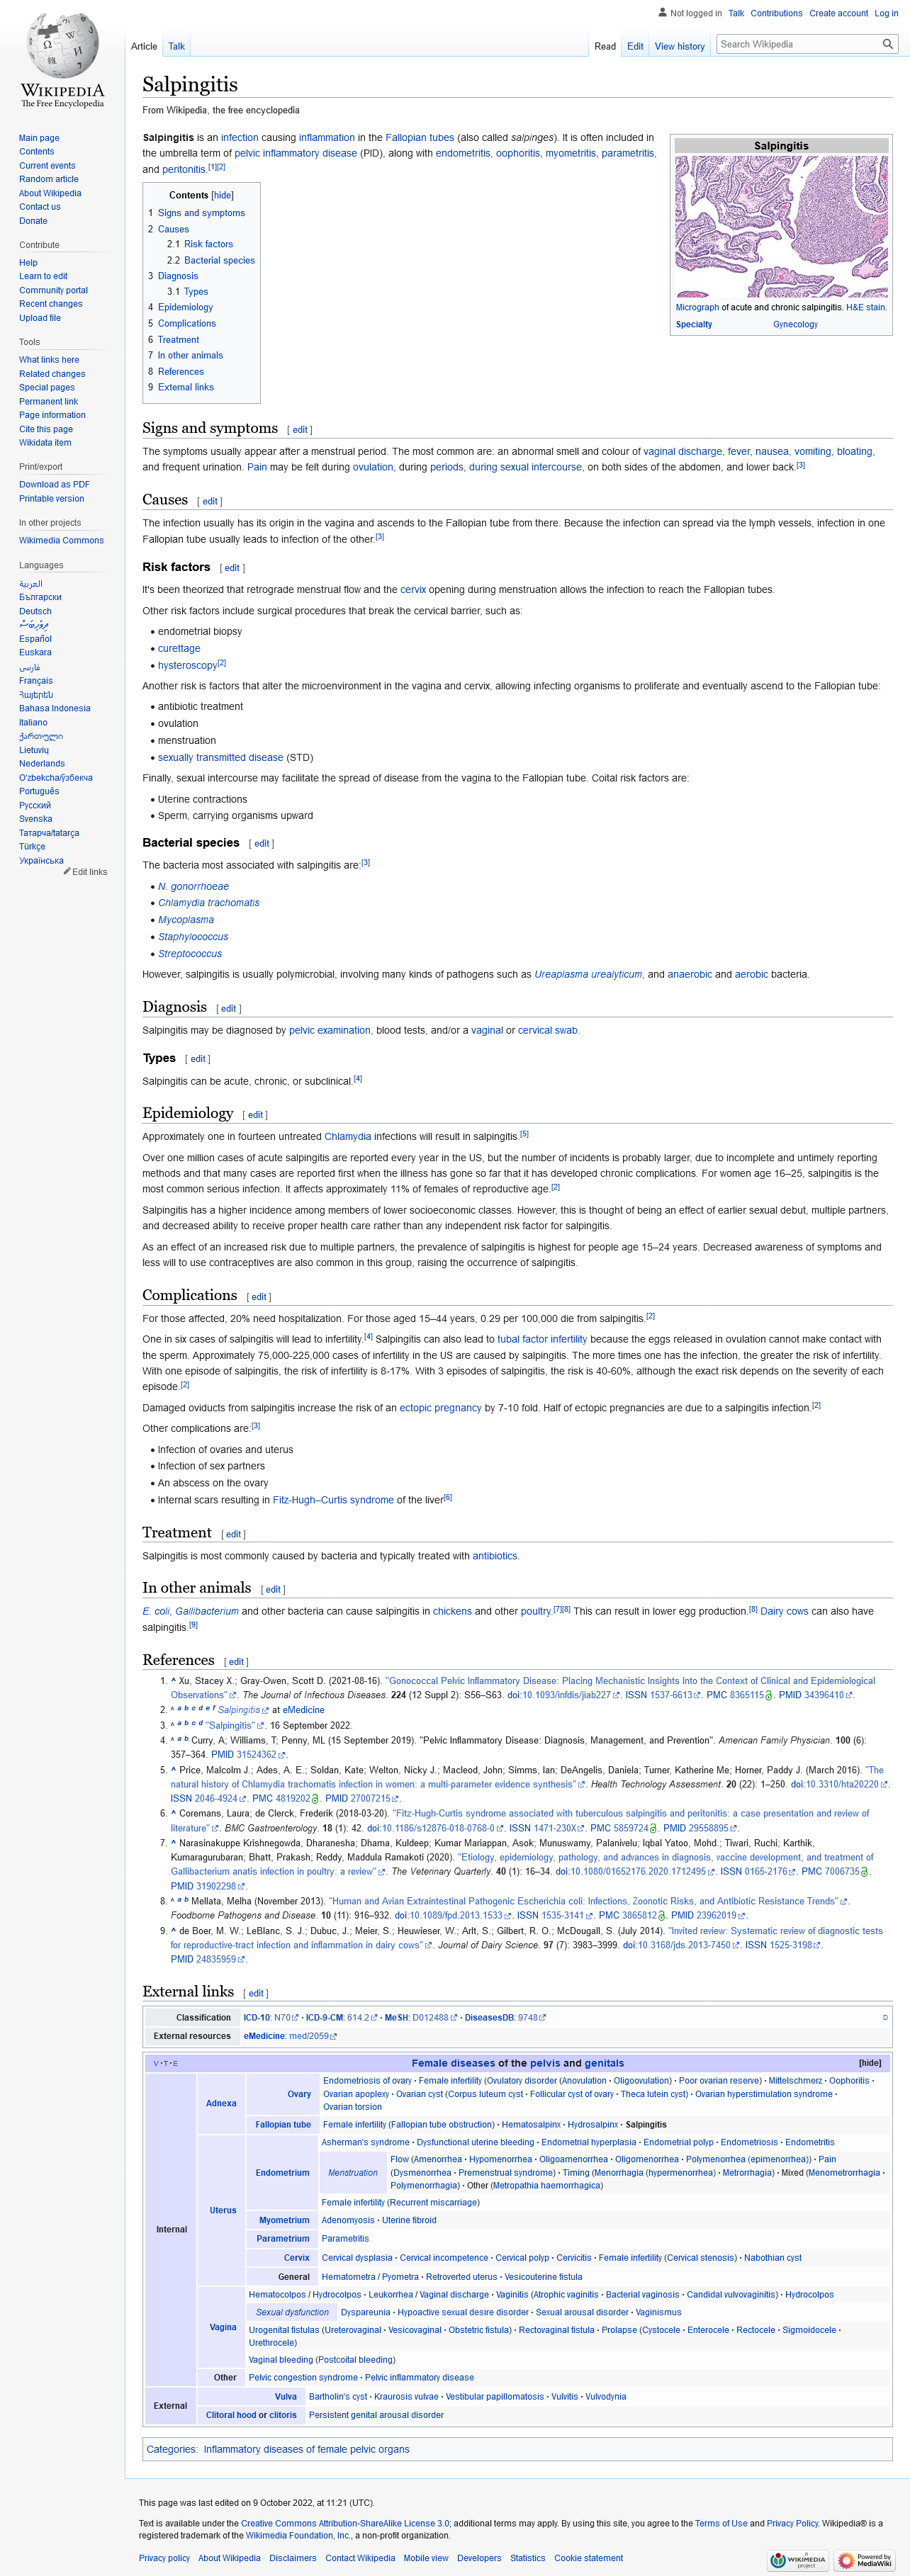 Not logged in Talk Contributions Create account Log in
Article Talk Read Edit View history Search Wikipedia
WIKIPEDIA
The Free Encyclopedia
Main page
Contents
Current events
Random article
About Wikipedia
Contact us
Donate
Contribute
Help
Learn to edit
Community portal
Recent changes
Upload file
Tools
What links here
Related changes
Special pages
Permanent link
Page information
Cite this page
Wikidata item
Print/export
Download as PDF
Printable version
In other projects
Wikimedia Commons
Languages
العربية
Български
Deutsch
ދިވެހިބަސް
Español
Euskara
فارسی
Français
Հայերեն
Bahasa Indonesia
Italiano
ქართული
Lietuvių
Nederlands
Oʻzbekcha/ўзбекча
Português
Русский
Svenska
Татарча/tatarça
Türkçe
Українська
Edit links
Salpingitis
From Wikipedia, the free encyclopedia
Salpingitis is an infection causing inflammation in the Fallopian tubes (also called salpinges). It is often included in
the umbrella term of pelvic inflammatory disease (PID), along with endometritis, oophoritis, myometritis, parametritis,
and peritonitis.[1][2]
Salpingitis
Micrograph of acute and chronic salpingitis. H&E stain.
Specialty Gynecology
Contents [hide]
1 Signs and symptoms
2 Causes
2.1 Risk factors
2.2 Bacterial species
3 Diagnosis
3.1 Types
4 Epidemiology
5 Complications
6 Treatment
7 In other animals
8 References
9 External links
Signs and symptoms [ edit ]
The symptoms usually appear after a menstrual period. The most common are: an abnormal smell and colour of vaginal discharge, fever, nausea, vomiting, bloating,
and frequent urination. Pain may be felt during ovulation, during periods, during sexual intercourse, on both sides of the abdomen, and lower back.[3]
Causes [ edit ]
The infection usually has its origin in the vagina and ascends to the Fallopian tube from there. Because the infection can spread via the lymph vessels, infection in one
Fallopian tube usually leads to infection of the other.[3]
Risk factors [ edit ]
It's been theorized that retrograde menstrual flow and the cervix opening during menstruation allows the infection to reach the Fallopian tubes.
Other risk factors include surgical procedures that break the cervical barrier, such as:
• endometrial biopsy
• curettage
• hysteroscopy[2]
Another risk is factors that alter the microenvironment in the vagina and cervix, allowing infecting organisms to proliferate and eventually ascend to the Fallopian tube:
• antibiotic treatment
• ovulation
• menstruation
• sexually transmitted disease (STD)
Finally, sexual intercourse may facilitate the spread of disease from the vagina to the Fallopian tube. Coital risk factors are:
• Uterine contractions
• Sperm, carrying organisms upward
Bacterial species [ edit ]
The bacteria most associated with salpingitis are:[3]
• N. gonorrhoeae
• Chlamydia trachomatis
• Mycoplasma
• Staphylococcus
• Streptococcus
However, salpingitis is usually polymicrobial, involving many kinds of pathogens such as Ureaplasma urealyticum, and anaerobic and aerobic bacteria.
Diagnosis [ edit ]
Salpingitis may be diagnosed by pelvic examination, blood tests, and/or a vaginal or cervical swab.
Types [ edit ]
Salpingitis can be acute, chronic, or subclinical.[4]
Epidemiology [ edit ]
Approximately one in fourteen untreated Chlamydia infections will result in salpingitis.[5]
Over one million cases of acute salpingitis are reported every year in the US, but the number of incidents is probably larger, due to incomplete and untimely reporting
methods and that many cases are reported first when the illness has gone so far that it has developed chronic complications. For women age 16–25, salpingitis is the
most common serious infection. It affects approximately 11% of females of reproductive age.[2]
Salpingitis has a higher incidence among members of lower socioeconomic classes. However, this is thought of being an effect of earlier sexual debut, multiple partners,
and decreased ability to receive proper health care rather than any independent risk factor for salpingitis.
As an effect of an increased risk due to multiple partners, the prevalence of salpingitis is highest for people age 15–24 years. Decreased awareness of symptoms and
less will to use contraceptives are also common in this group, raising the occurrence of salpingitis.
Complications [ edit ]
For those affected, 20% need hospitalization. For those aged 15–44 years, 0.29 per 100,000 die from salpingitis.[2]
One in six cases of salpingitis will lead to infertility.[4] Salpingitis can also lead to tubal factor infertility because the eggs released in ovulation cannot make contact with
the sperm. Approximately 75,000-225,000 cases of infertility in the US are caused by salpingitis. The more times one has the infection, the greater the risk of infertility.
With one episode of salpingitis, the risk of infertility is 8-17%. With 3 episodes of salpingitis, the risk is 40-60%, although the exact risk depends on the severity of each
episode.[2]
Damaged oviducts from salpingitis increase the risk of an ectopic pregnancy by 7-10 fold. Half of ectopic pregnancies are due to a salpingitis infection.[2]
Other complications are:[3]
• Infection of ovaries and uterus
• Infection of sex partners
• An abscess on the ovary
• Internal scars resulting in Fitz-Hugh–Curtis syndrome of the liver[6]
Treatment [ edit ]
Salpingitis is most commonly caused by bacteria and typically treated with antibiotics.
In other animals [ edit ]
E. coli, Gallibacterium and other bacteria can cause salpingitis in chickens and other poultry.[7][8] This can result in lower egg production.[8] Dairy cows can also have
salpingitis.[9]
References [ edit ]
1. ^ Xu, Stacey X.; Gray-Owen, Scott D. (2021-08-16). "Gonococcal Pelvic Inflammatory Disease: Placing Mechanistic Insights Into the Context of Clinical and Epidemiological
Observations". The Journal of Infectious Diseases. 224 (12 Suppl 2): S56–S63. doi:10.1093/infdis/jiab227. ISSN 1537-6613. PMC 8365115. PMID 34396410.
2. ^ a b c d e f Salpingitis at eMedicine
3. ^ a b c d "Salpingitis". 16 September 2022.
4. ^ a b Curry, A; Williams, T; Penny, ML (15 September 2019). "Pelvic Inflammatory Disease: Diagnosis, Management, and Prevention". American Family Physician. 100 (6):
357–364. PMID 31524362.
5. ^ Price, Malcolm J.; Ades, A. E.; Soldan, Kate; Welton, Nicky J.; Macleod, John; Simms, Ian; DeAngelis, Daniela; Turner, Katherine Me; Horner, Paddy J. (March 2016). "The
natural history of Chlamydia trachomatis infection in women: a multi-parameter evidence synthesis". Health Technology Assessment. 20 (22): 1–250. doi:10.3310/hta20220.
ISSN 2046-4924. PMC 4819202. PMID 27007215.
6. ^ Coremans, Laura; de Clerck, Frederik (2018-03-20). "Fitz-Hugh-Curtis syndrome associated with tuberculous salpingitis and peritonitis: a case presentation and review of
literature". BMC Gastroenterology. 18 (1): 42. doi:10.1186/s12876-018-0768-0. ISSN 1471-230X. PMC 5859724. PMID 29558895.
7. ^ Narasinakuppe Krishnegowda, Dharanesha; Dhama, Kuldeep; Kumar Mariappan, Asok; Munuswamy, Palanivelu; Iqbal Yatoo, Mohd.; Tiwari, Ruchi; Karthik,
Kumaragurubaran; Bhatt, Prakash; Reddy, Maddula Ramakoti (2020). "Etiology, epidemiology, pathology, and advances in diagnosis, vaccine development, and treatment of
Gallibacterium anatis infection in poultry: a review". The Veterinary Quarterly. 40 (1): 16–34. doi:10.1080/01652176.2020.1712495. ISSN 0165-2176. PMC 7006735.
PMID 31902298.
8. ^ a b Mellata, Melha (November 2013). "Human and Avian Extraintestinal Pathogenic Escherichia coli: Infections, Zoonotic Risks, and Antibiotic Resistance Trends".
Foodborne Pathogens and Disease. 10 (11): 916–932. doi:10.1089/fpd.2013.1533. ISSN 1535-3141. PMC 3865812. PMID 23962019.
9. ^ de Boer, M. W.; LeBlanc, S. J.; Dubuc, J.; Meier, S.; Heuwieser, W.; Arlt, S.; Gilbert, R. O.; McDougall, S. (July 2014). "Invited review: Systematic review of diagnostic tests
for reproductive-tract infection and inflammation in dairy cows". Journal of Dairy Science. 97 (7): 3983–3999. doi:10.3168/jds.2013-7450. ISSN 1525-3198.
PMID 24835959.
External links [ edit ]
Classification ICD-10: N70 · ICD-9-CM: 614.2 · MeSH: D012488 · DiseasesDB: 9748 D
External resources eMedicine: med/2059
V · T · E Female diseases of the pelvis and genitals [hide]
Internal
Adnexa
Ovary
Endometriosis of ovary · Female infertility (Ovulatory disorder (Anovulation · Oligoovulation) · Poor ovarian reserve) · Mittelschmerz · Oophoritis ·
Ovarian apoplexy · Ovarian cyst (Corpus luteum cyst · Follicular cyst of ovary · Theca lutein cyst) · Ovarian hyperstimulation syndrome ·
Ovarian torsion
Fallopian tube Female infertility (Fallopian tube obstruction) · Hematosalpinx · Hydrosalpinx · Salpingitis
Uterus
Endometrium
Asherman's syndrome · Dysfunctional uterine bleeding · Endometrial hyperplasia · Endometrial polyp · Endometriosis · Endometritis
Menstruation
Flow (Amenorrhea · Hypomenorrhea · Oligoamenorrhea · Oligomenorrhea · Polymenorrhea (epimenorrhea)) · Pain
(Dysmenorrhea · Premenstrual syndrome) · Timing (Menorrhagia (hypermenorrhea) · Metrorrhagia) · Mixed (Menometrorrhagia ·
Polymenorrhagia) · Other (Metropathia haemorrhagica)
Female infertility (Recurrent miscarriage)
Myometrium Adenomyosis · Uterine fibroid
Parametrium Parametritis
Cervix Cervical dysplasia · Cervical incompetence · Cervical polyp · Cervicitis · Female infertility (Cervical stenosis) · Nabothian cyst
General Hematometra / Pyometra · Retroverted uterus · Vesicouterine fistula
Vagina
Hematocolpos / Hydrocolpos · Leukorrhea / Vaginal discharge · Vaginitis (Atrophic vaginitis · Bacterial vaginosis · Candidal vulvovaginitis) · Hydrocolpos
Sexual dysfunction Dyspareunia · Hypoactive sexual desire disorder · Sexual arousal disorder · Vaginismus
Urogenital fistulas (Ureterovaginal · Vesicovaginal · Obstetric fistula) · Rectovaginal fistula · Prolapse (Cystocele · Enterocele · Rectocele · Sigmoidocele ·
Urethrocele)
Vaginal bleeding (Postcoital bleeding)
Other Pelvic congestion syndrome · Pelvic inflammatory disease
External
Vulva Bartholin's cyst · Kraurosis vulvae · Vestibular papillomatosis · Vulvitis · Vulvodynia
Clitoral hood or clitoris Persistent genital arousal disorder
Categories: Inflammatory diseases of female pelvic organs
This page was last edited on 9 October 2022, at 11:21 (UTC).
Text is available under the Creative Commons Attribution-ShareAlike License 3.0; additional terms may apply. By using this site, you agree to the Terms of Use and Privacy Policy. Wikipedia® is a
registered trademark of the Wikimedia Foundation, Inc., a non-profit organization.
Privacy policy About Wikipedia Disclaimers Contact Wikipedia Mobile view Developers Statistics Cookie statement
WIKIMEDIA
project
Powered by
MediaWiki